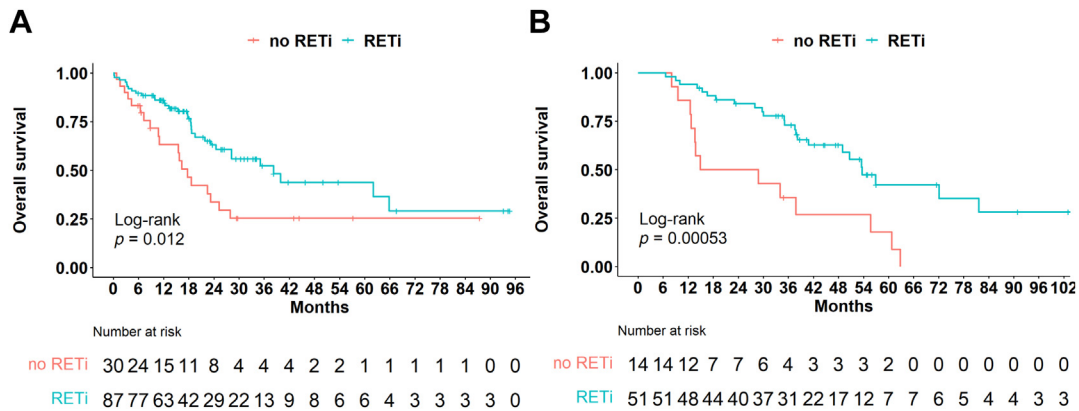 A
no RETi RETi
Overall survival
1.00
0.75
0.50
0.25
0.00
Log-rank
p = 0.012
0 6 12 18 24 30 36 42 48 54 60 66 72 78 84 90 96
Months
Number at risk
no RETi 30 24 15 11 8 4 4 4 2 2 1 1 1 1 1 0 0
RETi 87 77 63 42 29 22 13 9 8 6 6 4 3 3 3 3 0
B
no RETi RETi
Overall survival
1.00
0.75
0.50
0.25
0.00
Log-rank
p = 0.00053
0 6 12 18 24 30 36 42 48 54 60 66 72 78 84 90 96 102
Months
Number at risk
no RETi 14 14 12 7 7 6 4 3 3 3 2 0 0 0 0 0 0 0
RETi 51 51 48 44 40 37 31 22 17 12 7 7 6 5 4 4 3 3